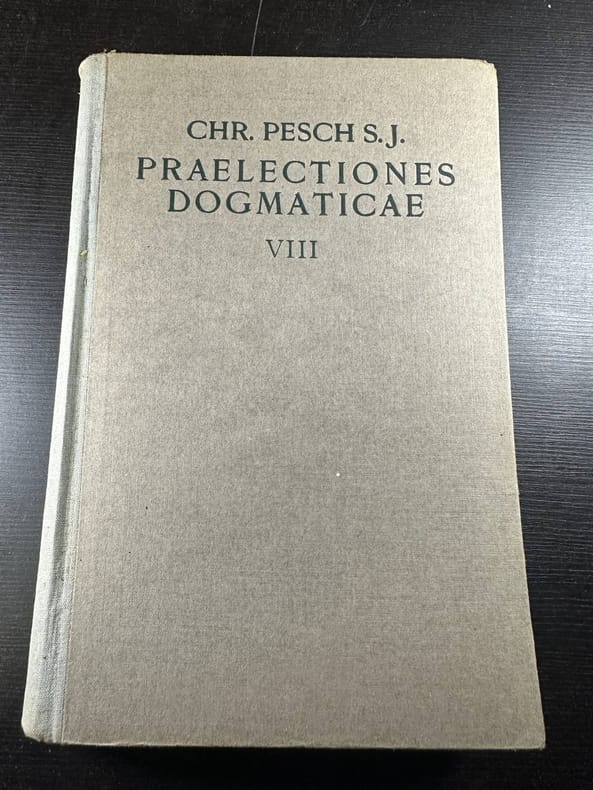 CHR. PESCH S.J.
PRAELECTIONES
DOGMATICAE
VIII